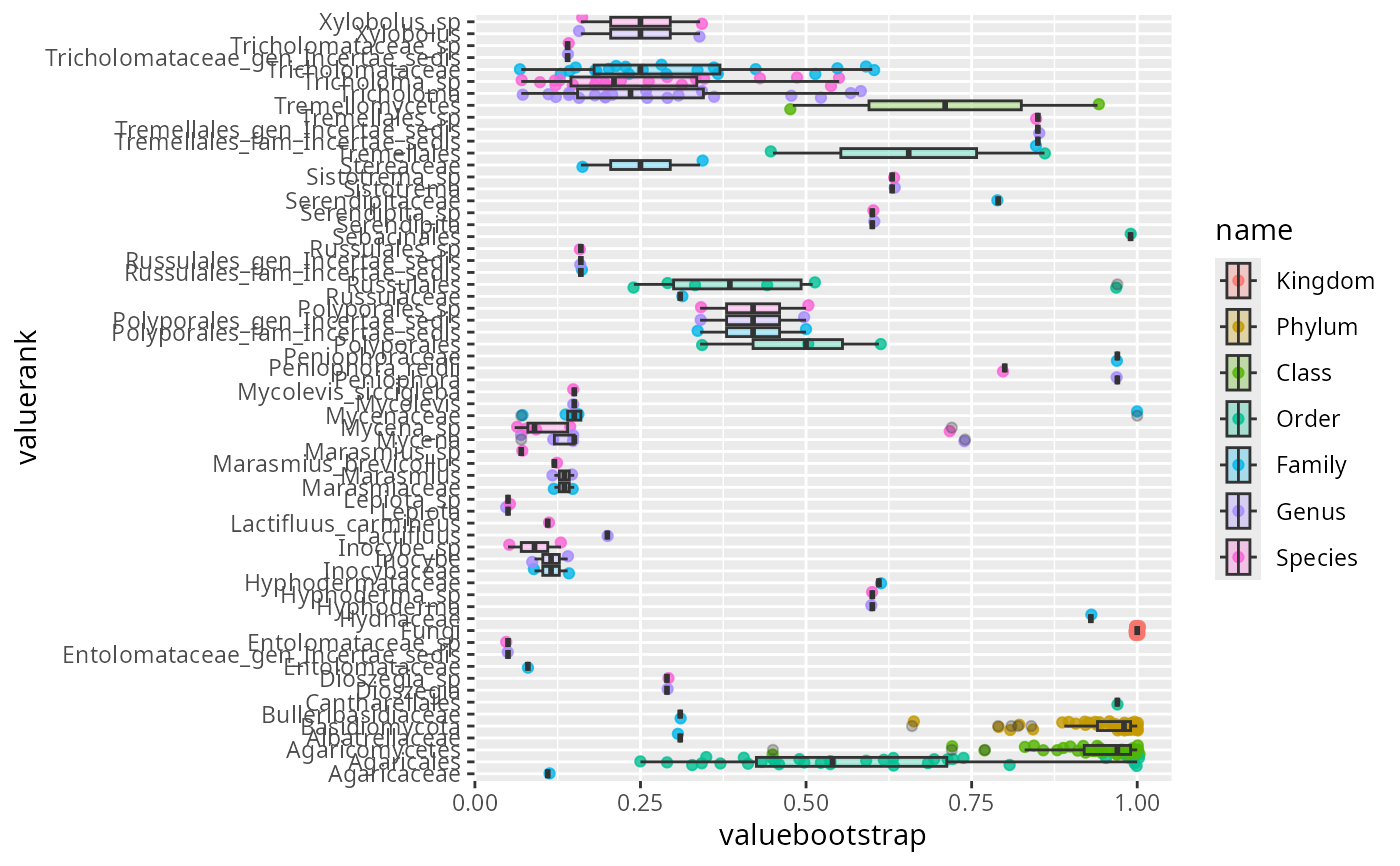 Xylobolus_sp
Xylobolus
Tricholomataceae_sp
Tricholomataceae_gen_Incertae_sedis
Tricholomataceae
Tricholoma_sp
Tricholoma
Tremellomycetes
Tremellales_sp
Tremellales_gen_Incertae_sedis
Tremellales_fam_Incertae_sedis
Tremellales
Stereaceae
Sistotrema_sp
Sistotrema
Serendipitaceae
Serendipita_sp
Serendipita
Sebacinales
Russulales_sp
Russulales_gen_Incertae_sedis
Russulales_fam_Incertae_sedis
Russulales
Russulaceae
Polyporales_sp
Polyporales_gen_Incertae_sedis
Polyporales_fam_Incertae_sedis
Polyporales
Peniophoraceae
Peniophora_reidii
Peniophora
Mycolevis_siccigleba
Mycolevis
Mycenaceae
Mycena_sp
Mycena
Marasmius_sp
Marasmius_brevicollus
Marasmius
Marasmiaceae
Lepiota_sp
Lepiota
Lactifluus_carmineus
Lactifluus
Inocybe_sp
Inocybe
Inocybaceae
Hyphodermataceae
Hyphoderma_sp
Hyphoderma
Hydnaceae
Fungi
Entolomataceae_sp
Entolomataceae_gen_Incertae_sedis
Entolomataceae
Dioszegia_sp
Dioszegia
Cantharellales
Bulleribasidiaceae
Basidiomycota
Albatrellaceae
Agaricomycetes
Agaricales
Agaricaceae
0.00 0.25 0.50 0.75 1.00
valuebootstrap
valuerank
name
Kingdom
Phylum
Class
Order
Family
Genus
Species